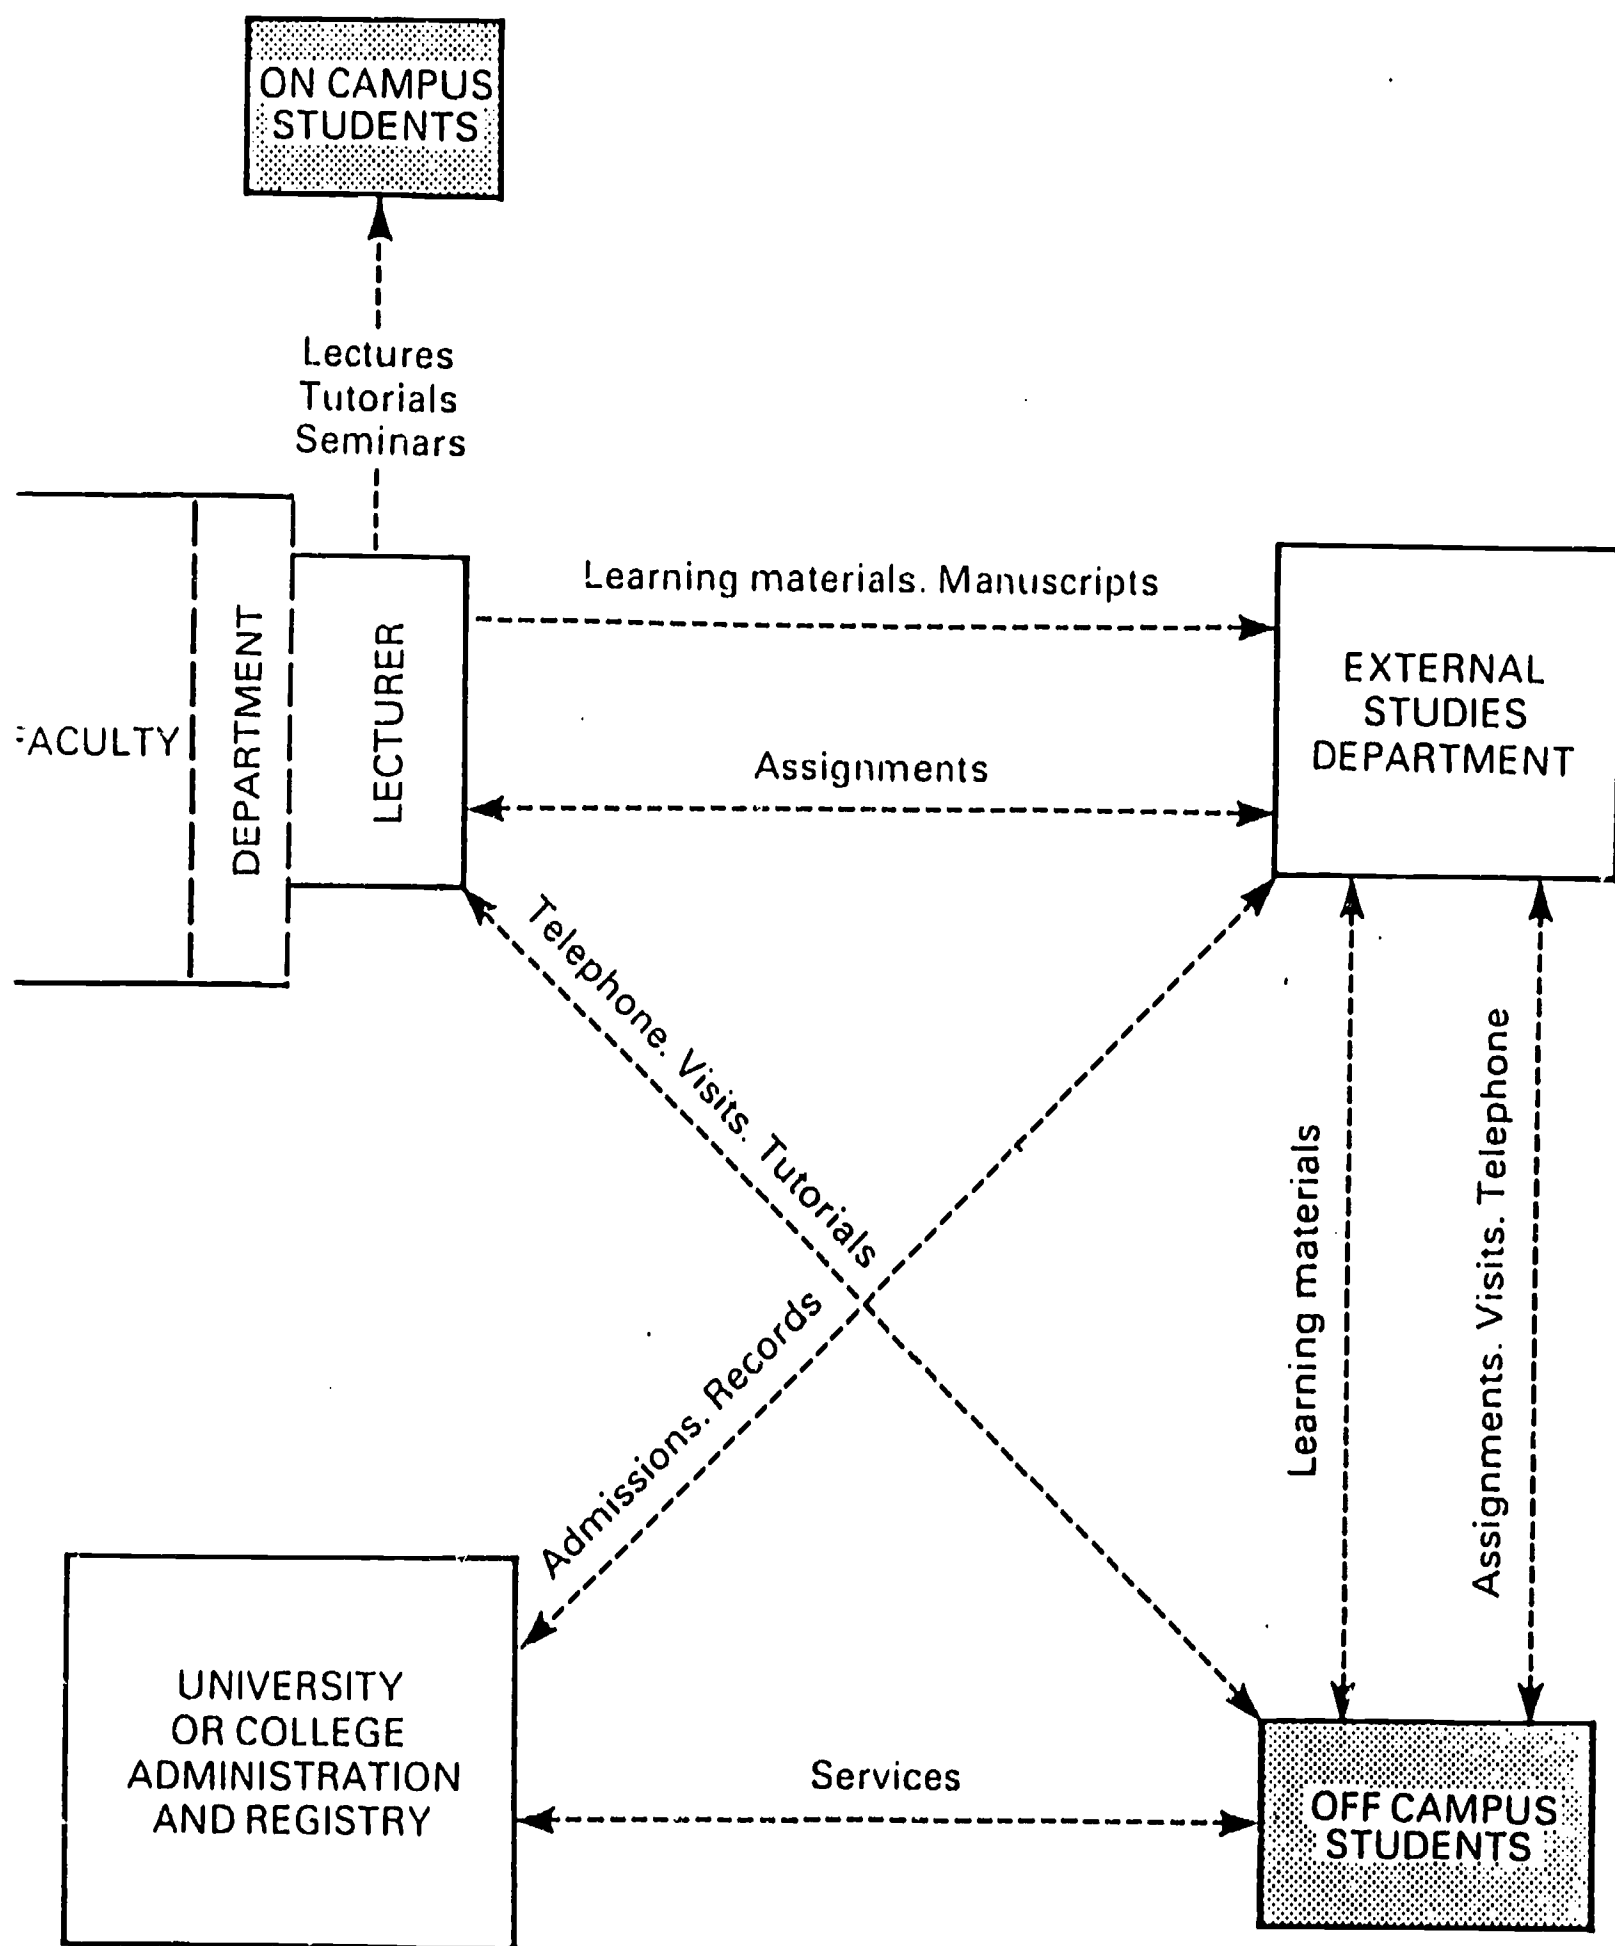 ON CAMPUS
STUDENTS
Lectures
Tutorials
Seminars
FACULTY
DEPARTMENT
LECTURER
Learning materials. Manuscripts
Assignments
EXTERNAL
STUDIES
DEPARTMENT
Telephone. Visits. Tutorials
Admissions. Records
Learning materials
Assignments. Visits. Telephone
UNIVERSITY
OR COLLEGE
ADMINISTRATION
AND REGISTRY
Services
OFF CAMPUS
STUDENTS